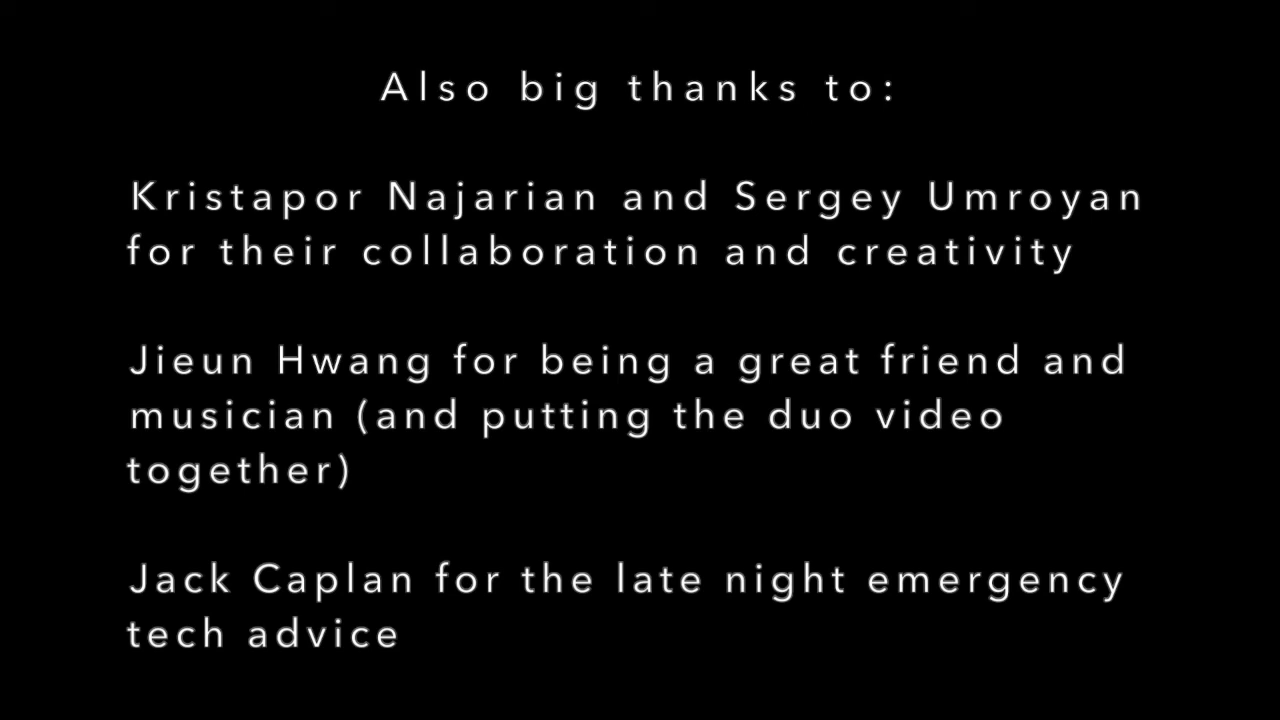 Also big thanks to:
Kristapor Najarian and Sergey Umroyan
for their collaboration and creativity
Jieun Hwang for being a great friend and
musician (and putting the duo video
together)
Jack Caplan for the late night emergency
tech advice